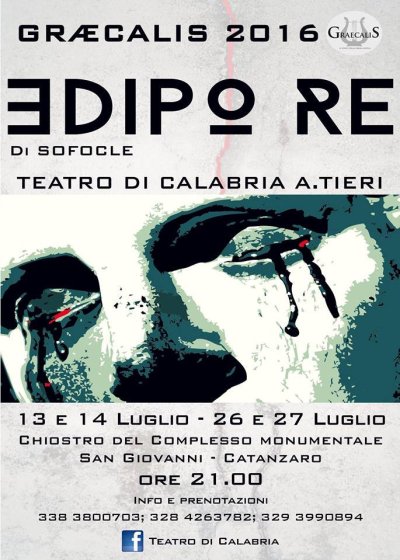 GRÆCALIS 2016
GRAECALIS
EDIPO RE
DI SOFOCLE
TEATRO DI CALABRIA A.TIERI
13 E 14 LUGLIO - 26 E 27 LUGLIO
CHIOSTRO DEL COMPLESSO MONUMENTALE
SAN GIOVANNI - CATANZARO
ORE 21.00
INFO E PRENOTAZIONI
338 3800703; 328 4263782; 329 3990894
f TEATRO DI CALABRIA